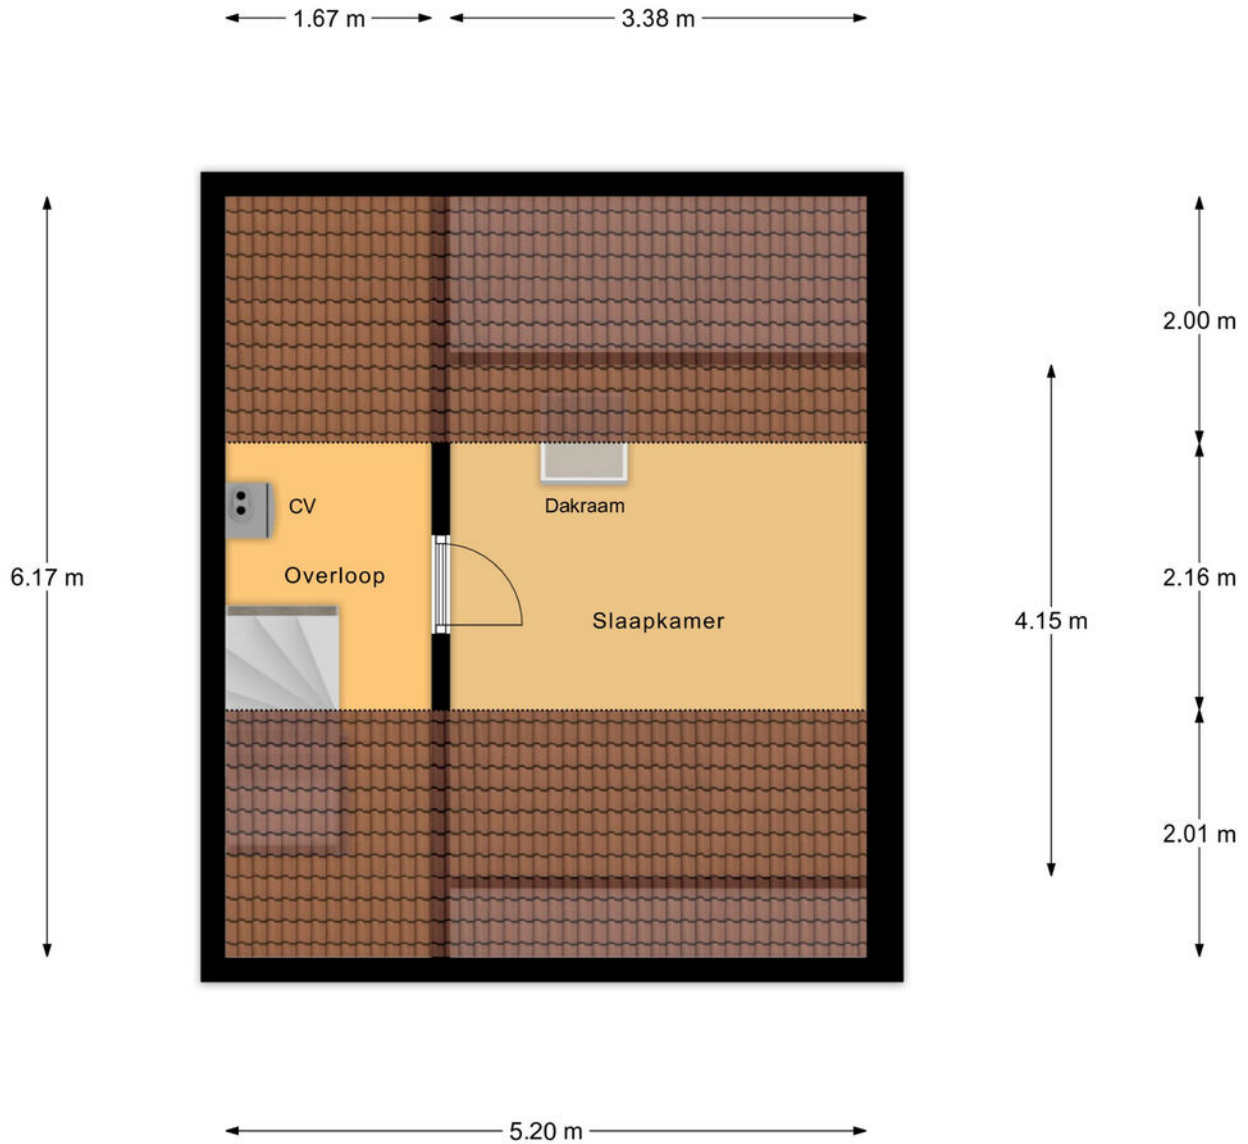 1.67 m
3.38 m
2.00 m
CV
Dakraam
Overloop
6.17 m
2.16 m
Slaapkamer
4.15 m
2.01 m
5.20 m